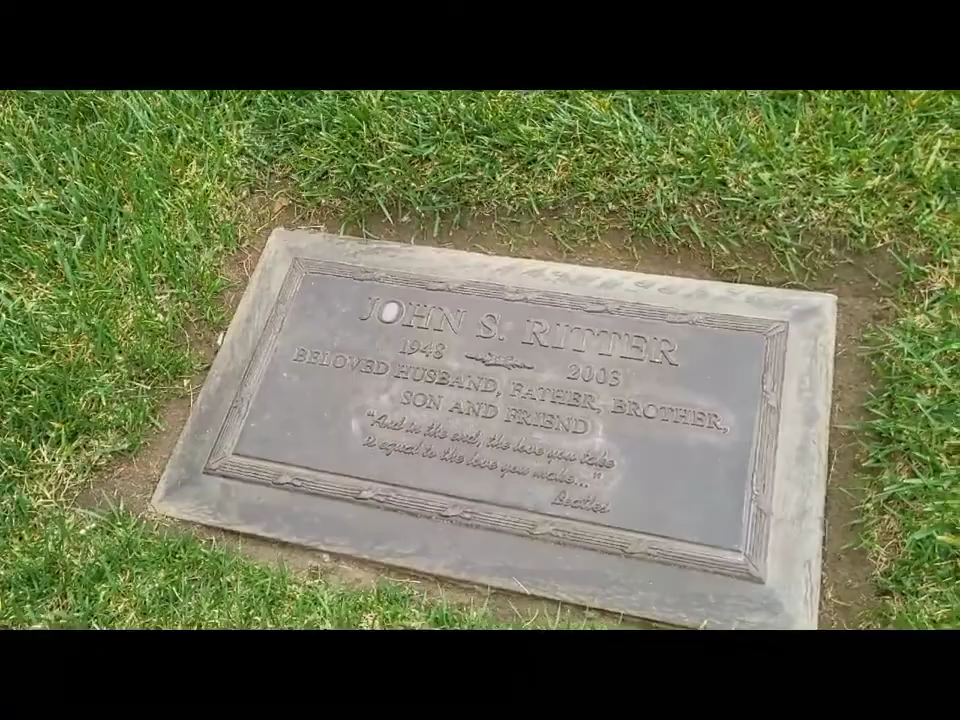 JOHN S. RITTER
1948 2003
BELOVED HUSBAND, FATHER, BROTHER,
SON AND FRIEND
"And in the end, the love you take
is equal to the love you make..."
Beatles